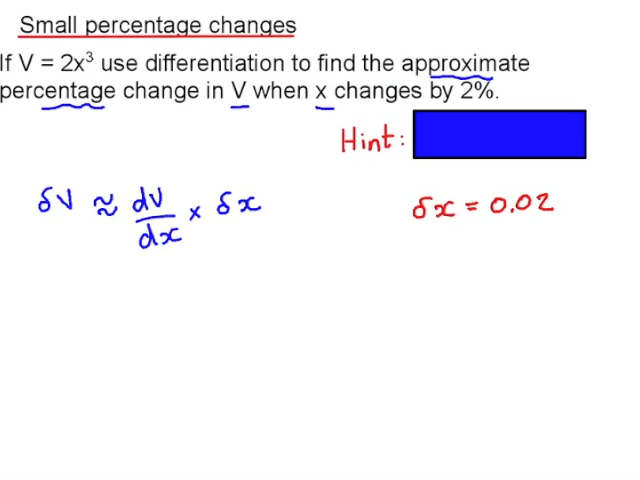 Small percentage changes
If V = 2x³ use differentiation to find the approximate
percentage change in V when x changes by 2%.
Hint:
δV ≈ dV/dx × δx
δx = 0.02